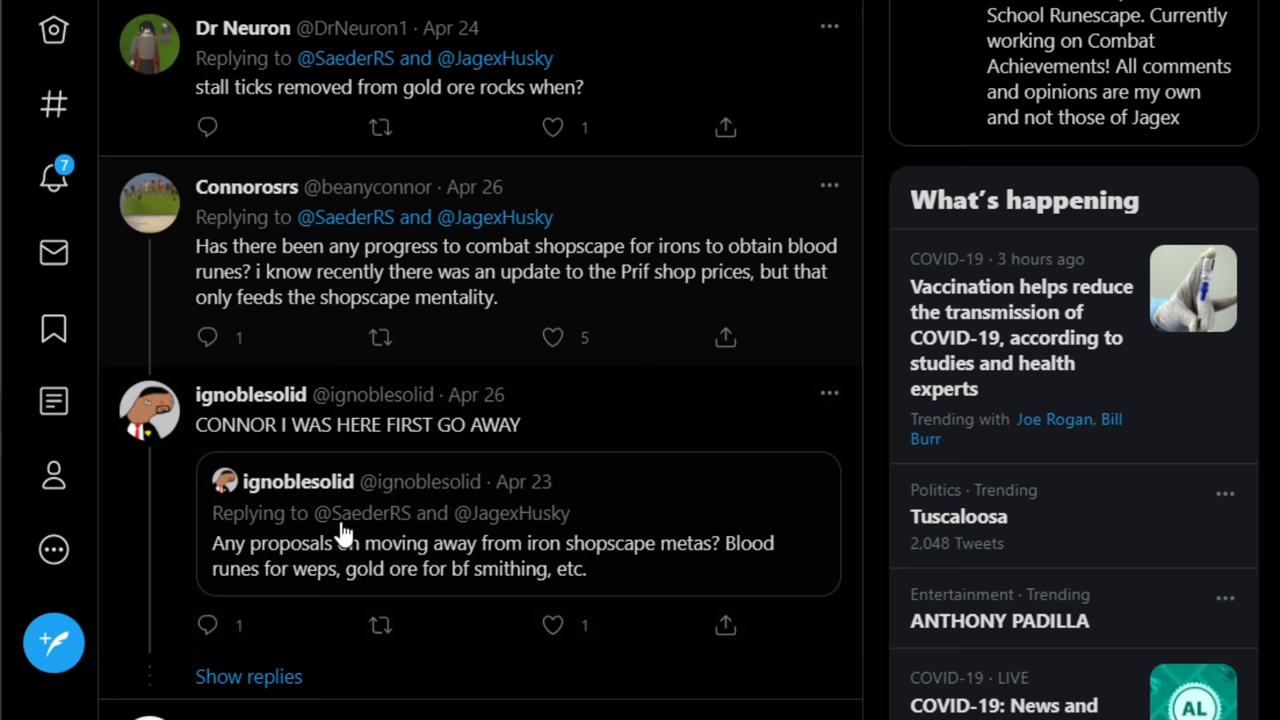 Dr Neuron @DrNeuron1 · Apr 24
Replying to @SaederRS and @JagexHusky
stall ticks removed from gold ore rocks when?
1
Connorosrs @beanyconnor · Apr 26
Replying to @SaederRS and @JagexHusky
Has there been any progress to combat shopscape for irons to obtain blood
runes? i know recently there was an update to the Prif shop prices, but that
only feeds the shopscape mentality.
1 5
ignoblesolid @ignoblesolid · Apr 26
CONNOR I WAS HERE FIRST GO AWAY
ignoblesolid @ignoblesolid · Apr 23
Replying to @SaederRS and @JagexHusky
Any proposals on moving away from iron shopscape metas? Blood
runes for weps, gold ore for bf smithing, etc.
1 1
Show replies
7
School Runescape. Currently
working on Combat
Achievements! All comments
and opinions are my own
and not those of Jagex
What's happening
COVID-19 · 3 hours ago
Vaccination helps reduce
the transmission of
COVID-19, according to
studies and health
experts
Trending with Joe Rogan, Bill
Burr
Politics · Trending
Tuscaloosa
2,048 Tweets
Entertainment · Trending
ANTHONY PADILLA
COVID-19 · LIVE
COVID-19: News and
AL